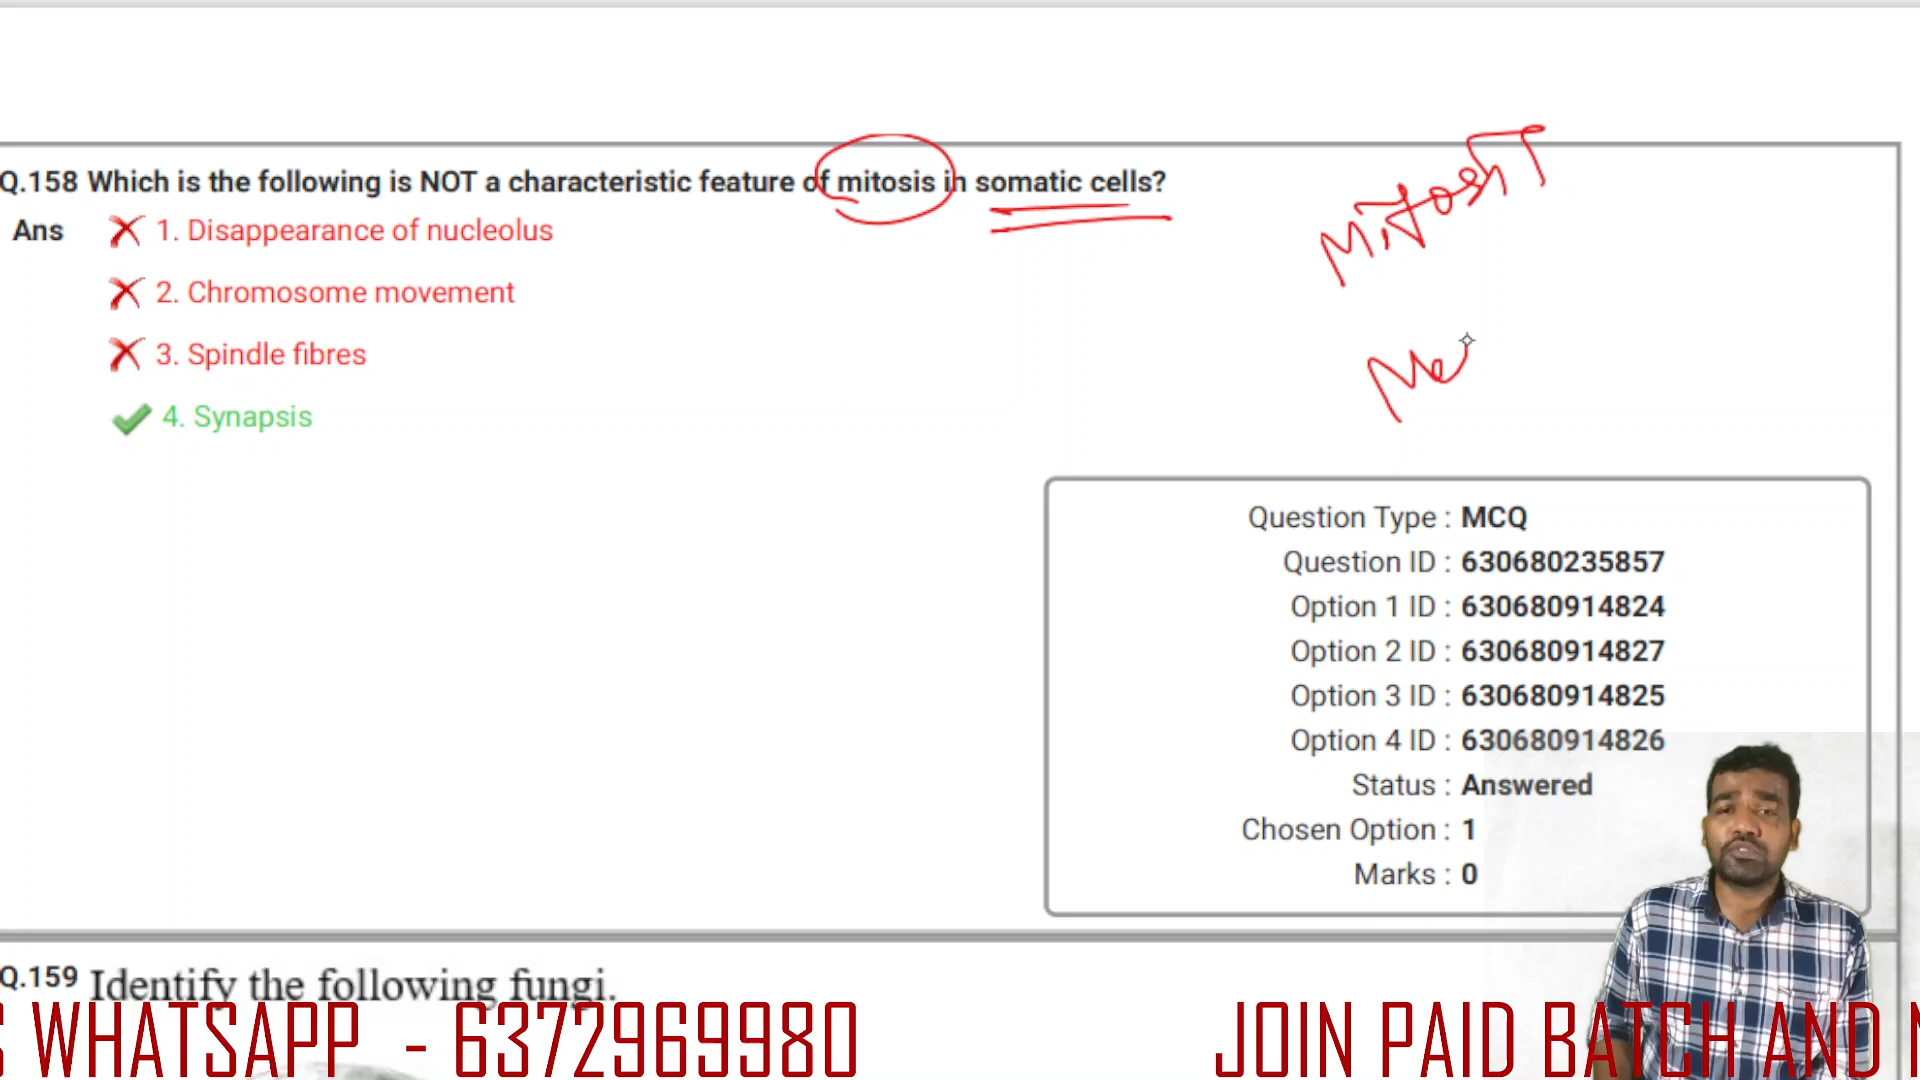 Q.158 Which is the following is NOT a characteristic feature of mitosis in somatic cells?
Ans 1. Disappearance of nucleolus
2. Chromosome movement
3. Spindle fibres
4. Synapsis
Mitosis
Me
Question Type : MCQ
Question ID : 630680235857
Option 1 ID : 630680914824
Option 2 ID : 630680914827
Option 3 ID : 630680914825
Option 4 ID : 630680914826
Status : Answered
Chosen Option : 1
Marks : 0
Q.159 Identify the following fungi.
S WHATSAPP - 6372969980 JOIN PAID BATCH AND